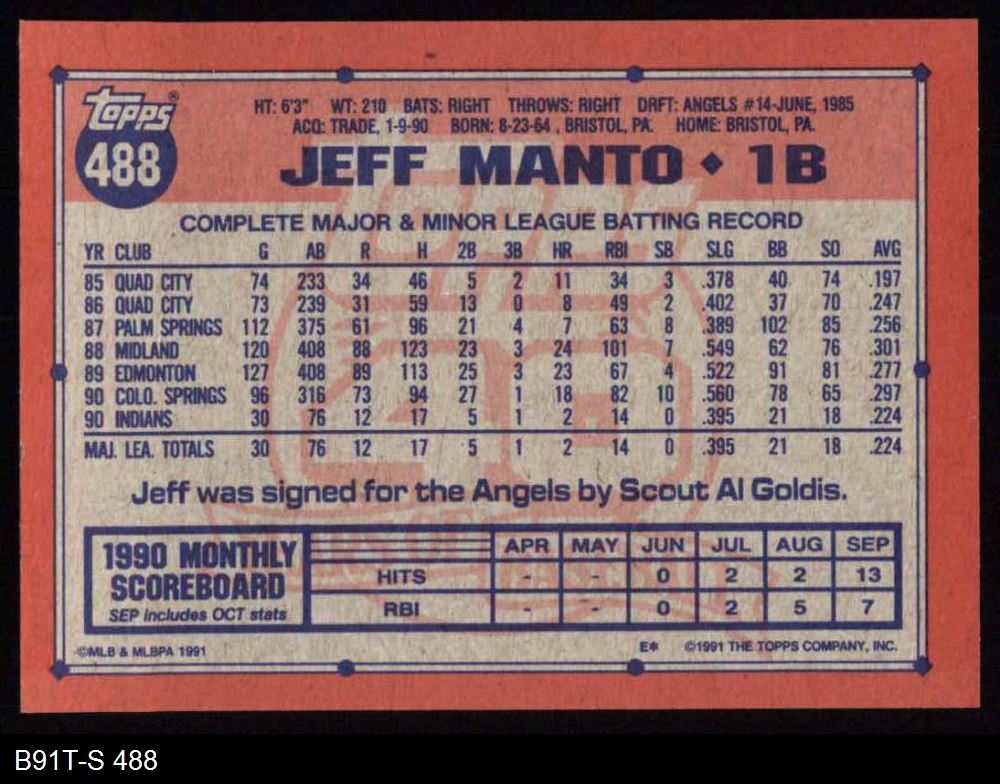 topps®
488
HT: 6'3" WT: 210 BATS: RIGHT THROWS: RIGHT DRFT: ANGELS #14-JUNE, 1985
ACQ: TRADE, 1-9-90 BORN: 8-23-64, BRISTOL, PA. HOME: BRISTOL, PA.
JEFF MANTO ◆ 1B
COMPLETE MAJOR & MINOR LEAGUE BATTING RECORD
YR CLUB G AB R H 2B 3B HR RBI SB SLG BB SO AVG
85 QUAD CITY 74 233 34 46 5 2 11 34 3 .378 40 74 .197
86 QUAD CITY 73 239 31 59 13 0 8 49 2 .402 37 70 .247
87 PALM SPRINGS 112 375 61 96 21 4 7 63 8 .389 102 85 .256
88 MIDLAND 120 408 88 123 23 3 24 101 7 .549 62 76 .301
89 EDMONTON 127 408 89 113 25 3 23 67 4 .522 91 81 .277
90 COLO. SPRINGS 96 316 73 94 27 1 18 82 10 .560 78 65 .297
90 INDIANS 30 76 12 17 5 1 2 14 0 .395 21 18 .224
MAJ. LEA. TOTALS 30 76 12 17 5 1 2 14 0 .395 21 18 .224
Jeff was signed for the Angels by Scout Al Goldis.
1990 MONTHLY
SCOREBOARD
SEP includes OCT stats
APR MAY JUN JUL AUG SEP
HITS - - 0 2 2 13
RBI - - 0 2 5 7
©MLB & MLBPA 1991 E* ©1991 THE TOPPS COMPANY, INC.
B91T-S 488